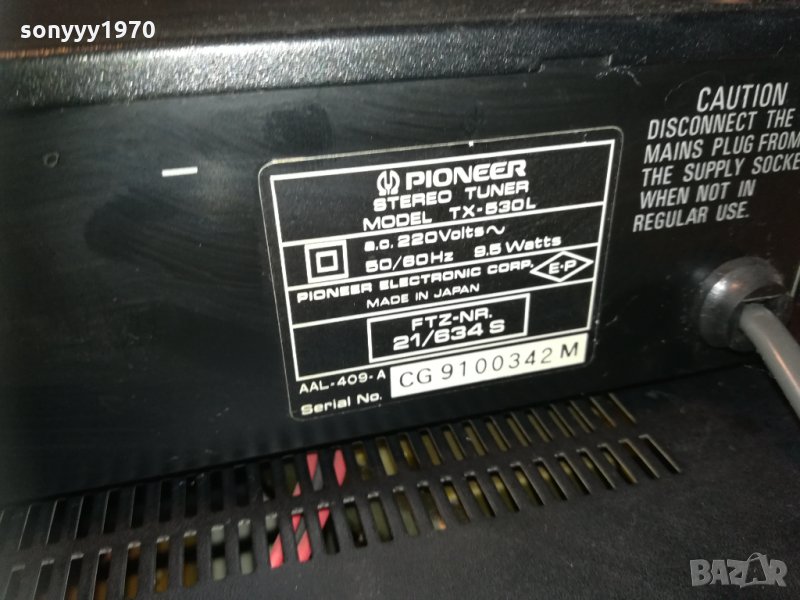 sonyyy1970
PIONEER
STEREO TUNER
MODEL TX-530L
a.c. 220Volts~
50/60Hz 9.5 Watts
PIONEER ELECTRONIC CORP.
E·P
MADE IN JAPAN
FTZ-NR.
21/634 S
AAL-409-A
Serial No. CG9100342M
CAUTION
DISCONNECT THE
MAINS PLUG FROM
THE SUPPLY SOCKE
WHEN NOT IN
REGULAR USE.
BAZAR